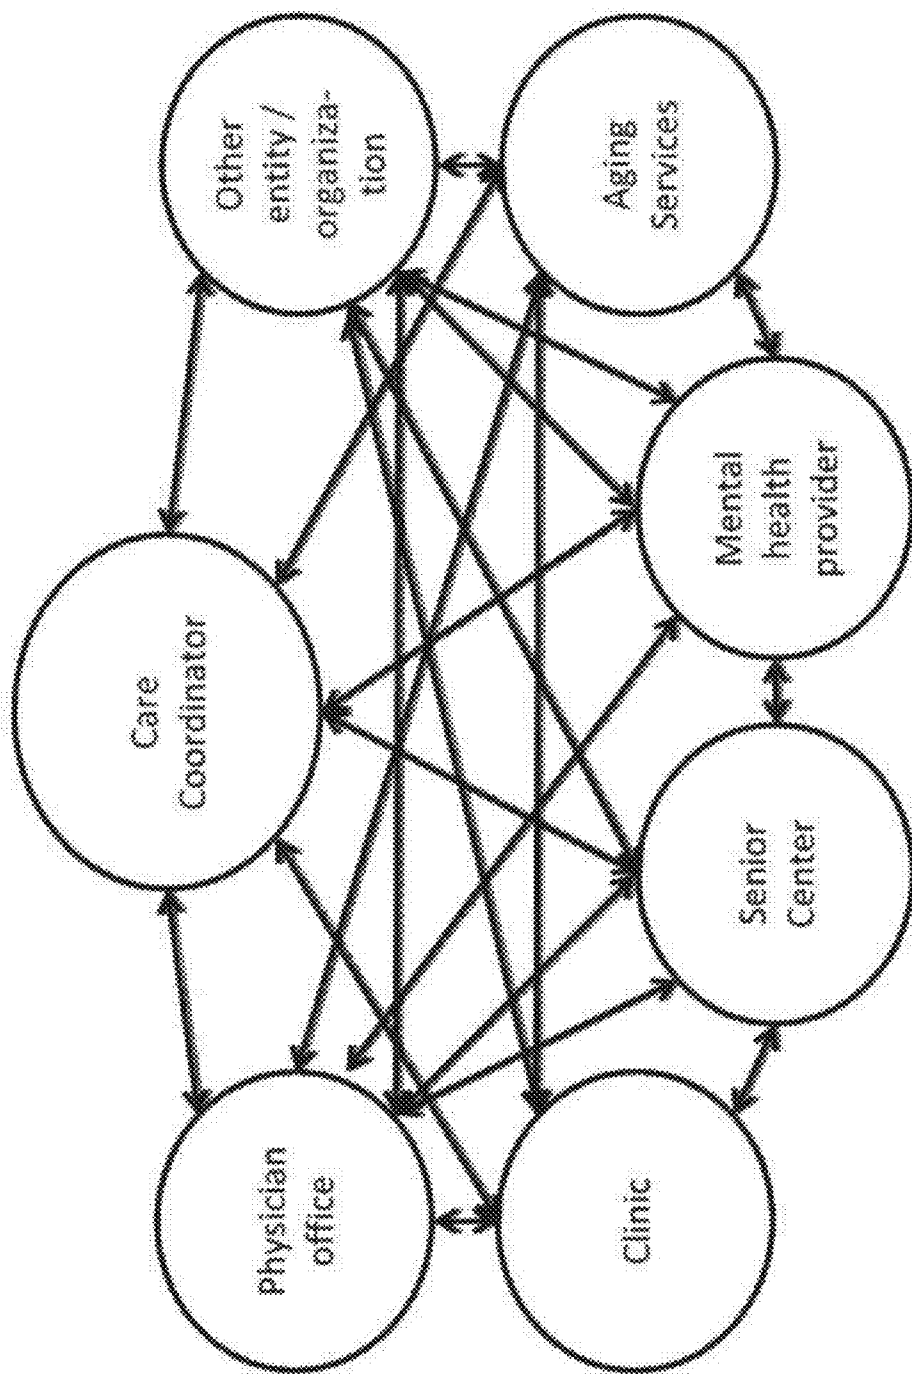 Care
Coordinator
Physician
office
Other
entity /
organiza-
tion
Clinic
Aging
Services
Senior
Center
Mental
health
provider